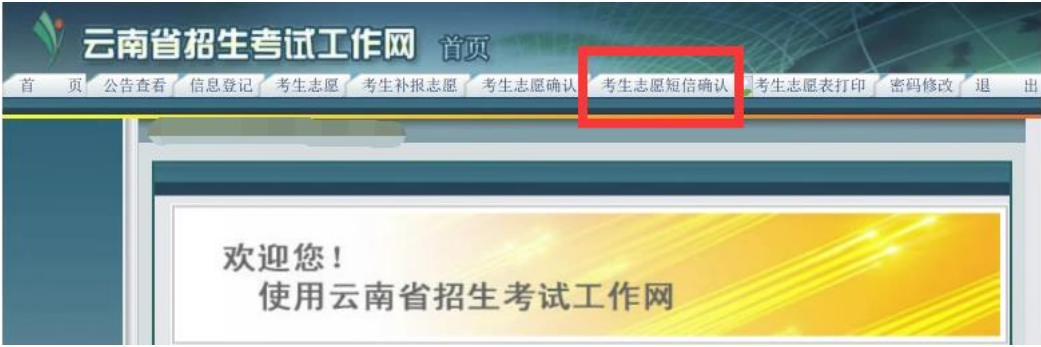 云南省招生考试工作网 首页
首 页 公告查看 信息登记 考生志愿 考生补报志愿 考生志愿确认 考生志愿短信确认 考生志愿表打印 密码修改 退 出
欢迎您!
使用云南省招生考试工作网